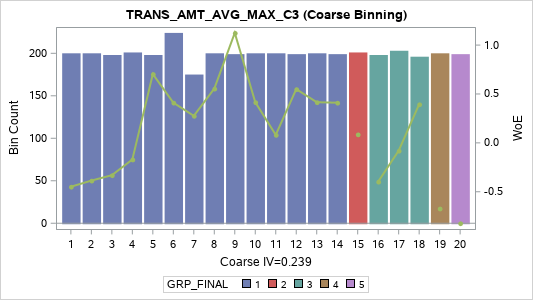 TRANS_AMT_AVG_MAX_C3 (Coarse Binning)
Bin Count
200
150
100
50
0
1.0
0.5
0.0
-0.5
WoE
1 2 3 4 5 6 7 8 9 10 11 12 13 14 15 16 17 18 19 20
Coarse IV=0.239
GRP_FINAL 1 2 3 4 5